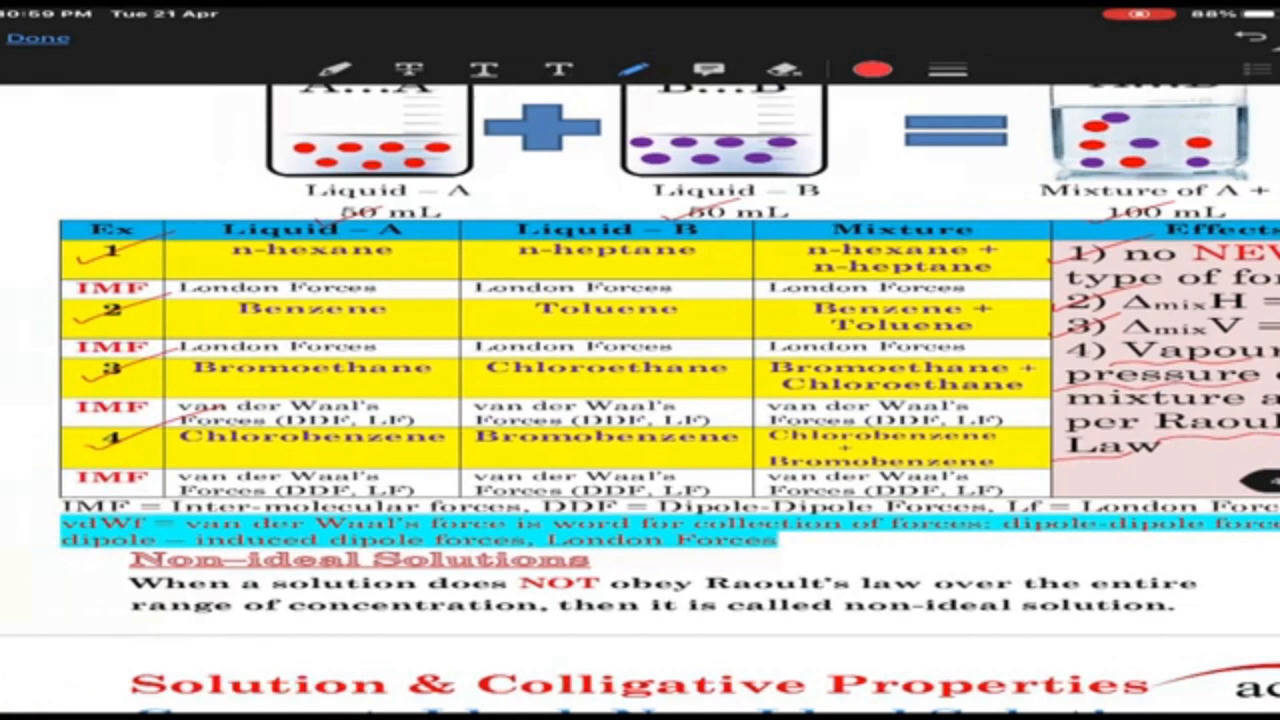 10:59 PM Tue 21 Apr
88%
Done
A...A
B...B
Liquid – A
Liquid – B
Mixture of A +
50 mL
50 mL
100 mL
Ex Liquid – A Liquid – B Mixture Effects
1 n-hexane n-heptane n-hexane + n-heptane
IMF London Forces London Forces London Forces
2 Benzene Toluene Benzene + Toluene
IMF London Forces London Forces London Forces
3 Bromoethane Chloroethane Bromoethane + Chloroethane
IMF van der Waal's Forces (DDF, LF) van der Waal's Forces (DDF, LF) van der Waal's Forces (DDF, LF)
4 Chlorobenzene Bromobenzene Chlorobenzene + Bromobenzene
IMF van der Waal's Forces (DDF, LF) van der Waal's Forces (DDF, LF) van der Waal's Forces (DDF, LF)
1) no NEW
type of
2) ΔmixH =
3) ΔmixV =
4) Vapour
pressure
mixture
per Raoul
Law
IMF = Inter-molecular forces, DDF = Dipole-Dipole Forces, Lf = London Forc
vdWf = van der Waal's force is word for collection of forces: dipole-dipole force
dipole – induced dipole forces, London Forces
Non–ideal Solutions
When a solution does NOT obey Raoult's law over the entire
range of concentration, then it is called non-ideal solution.
Solution & Colligative Properties